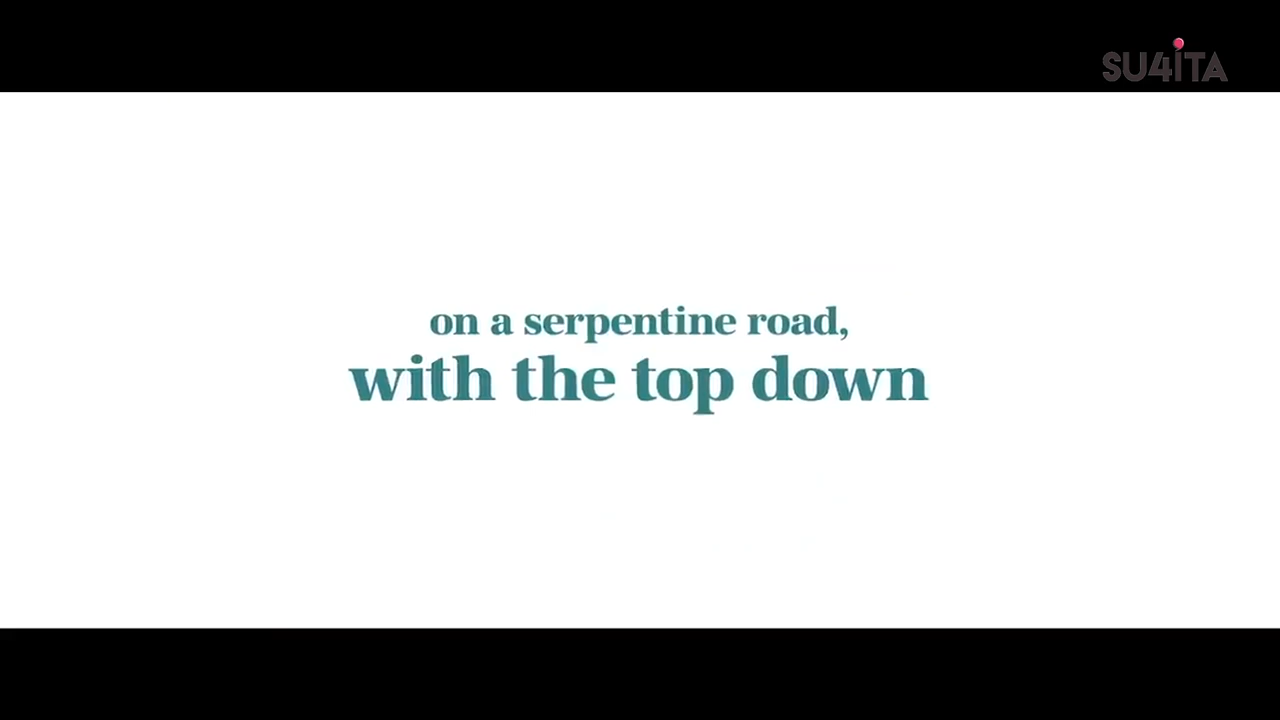 SU4ITA
on a serpentine road,
with the top down